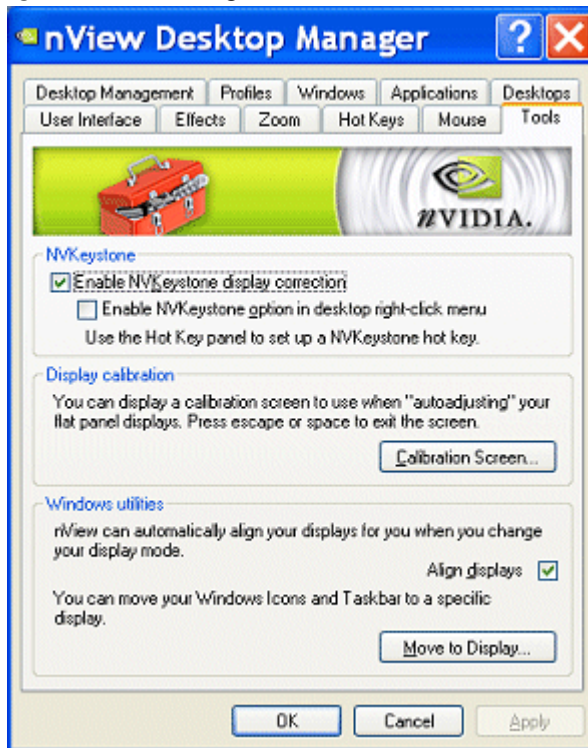 nView Desktop Manager
Desktop Management Profiles Windows Applications Desktops
User Interface Effects Zoom Hot Keys Mouse Tools
nVIDIA.
NVKeystone
Enable NVKeystone display correction
Enable NVKeystone option in desktop right-click menu
Use the Hot Key panel to set up a NVKeystone hot key.
Display calibration
You can display a calibration screen to use when "autoadjusting" your
flat panel displays. Press escape or space to exit the screen.
Calibration Screen...
Windows utilities
nView can automatically align your displays for you when you change
your display mode.
Align displays
You can move your Windows Icons and Taskbar to a specific
display.
Move to Display...
OK Cancel Apply